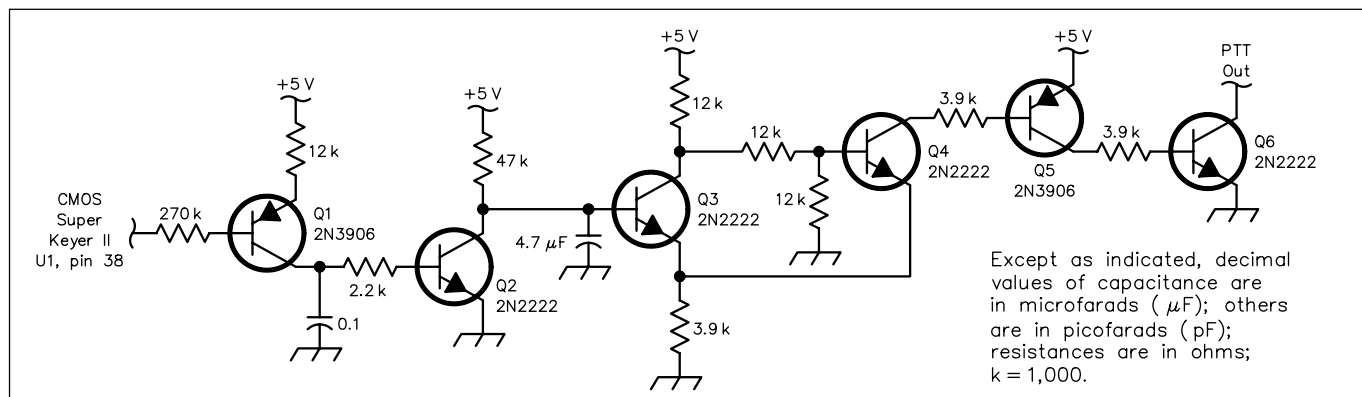 +5 V
12 k
CMOS
Super
Keyer II
U1, pin 38
270 k
Q1
2N3906
0.1
2.2 k
+5 V
47 k
Q2
2N2222
4.7 µF
+5 V
12 k
Q3
2N2222
3.9 k
12 k
12 k
Q4
2N2222
3.9 k
+5 V
Q5
2N3906
3.9 k
PTT
Out
Q6
2N2222
Except as indicated, decimal
values of capacitance are
in microfarads ( µF); others
are in picofarads ( pF);
resistances are in ohms;
k = 1,000.